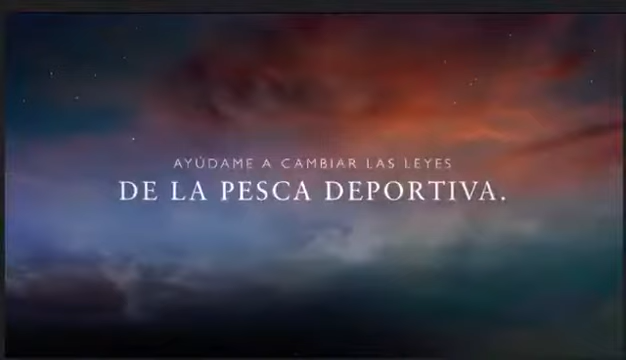 AYÚDAME A CAMBIAR LAS LEYES
DE LA PESCA DEPORTIVA.